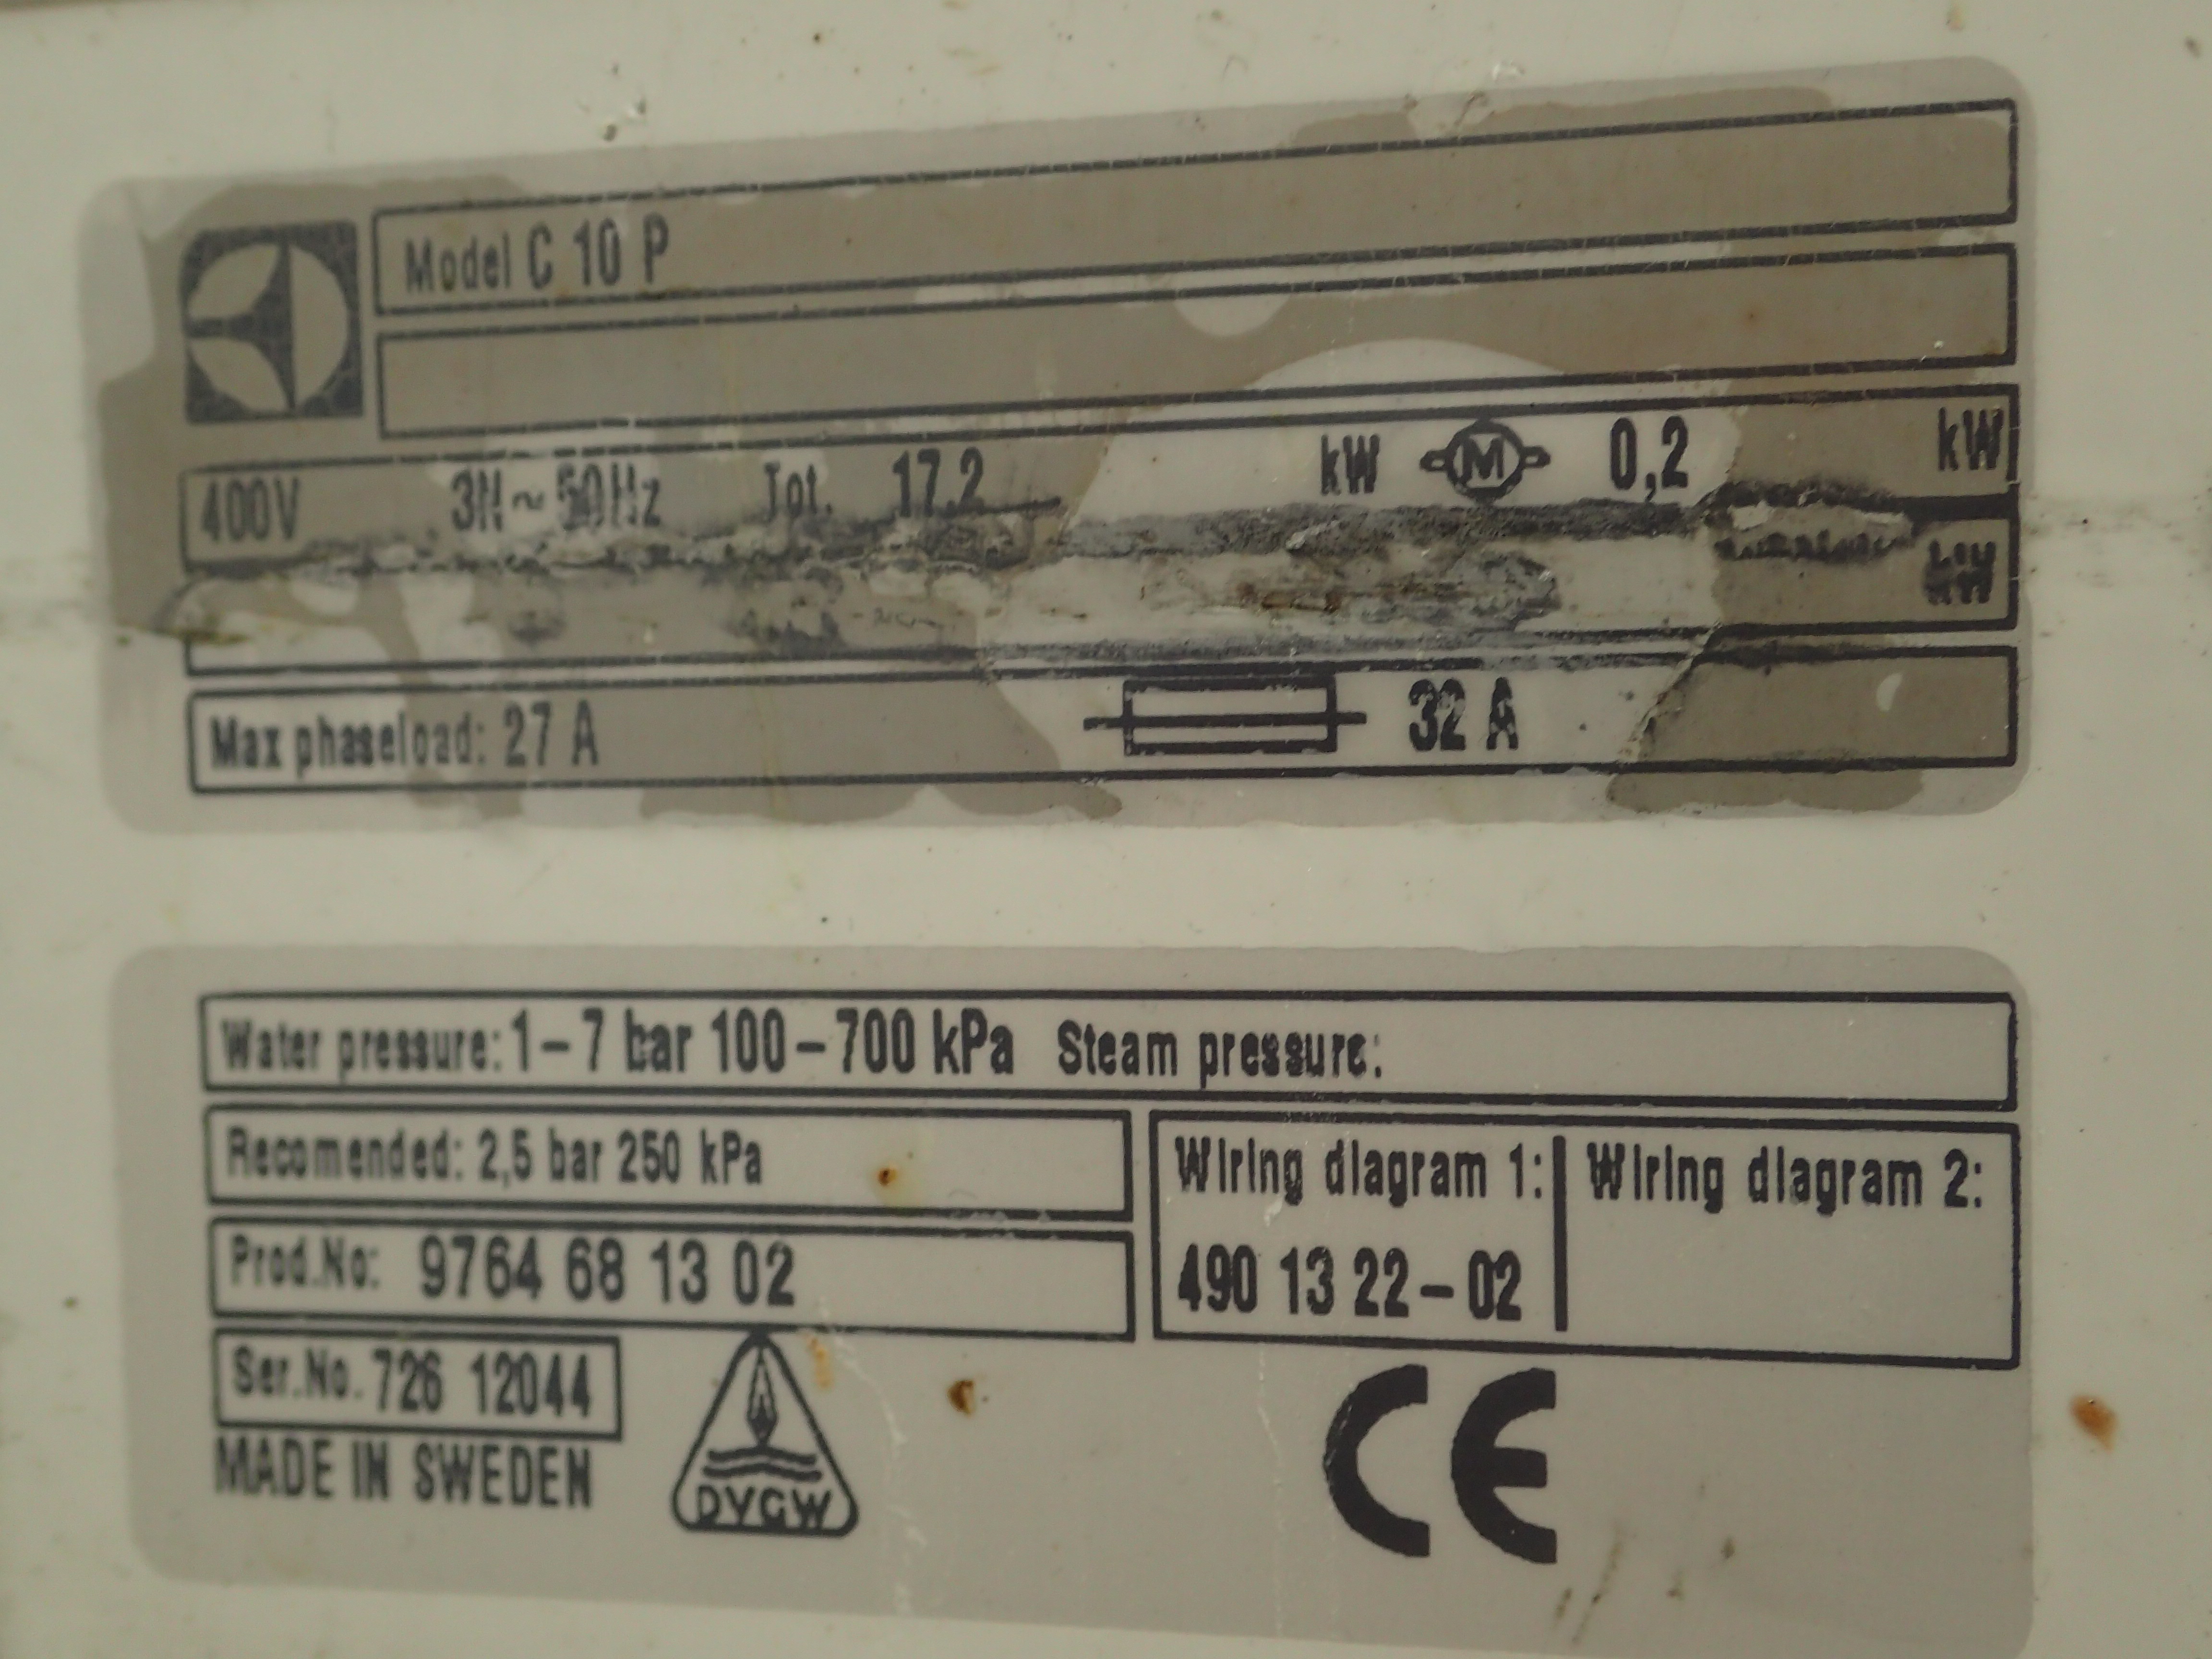 Model C 10 P
400V 3N~50Hz Tot. 17.2 kW M 0,2 kW
kW
Max phaseload: 27 A 32 A
Water pressure: 1–7 bar 100–700 kPa Steam pressure:
Recomended: 2,5 bar 250 kPa
Wiring diagram 1: Wiring diagram 2:
Prod.No: 9764 68 13 02
490 13 22–02
Ser.No. 726 12044
MADE IN SWEDEN
DVGW
CE